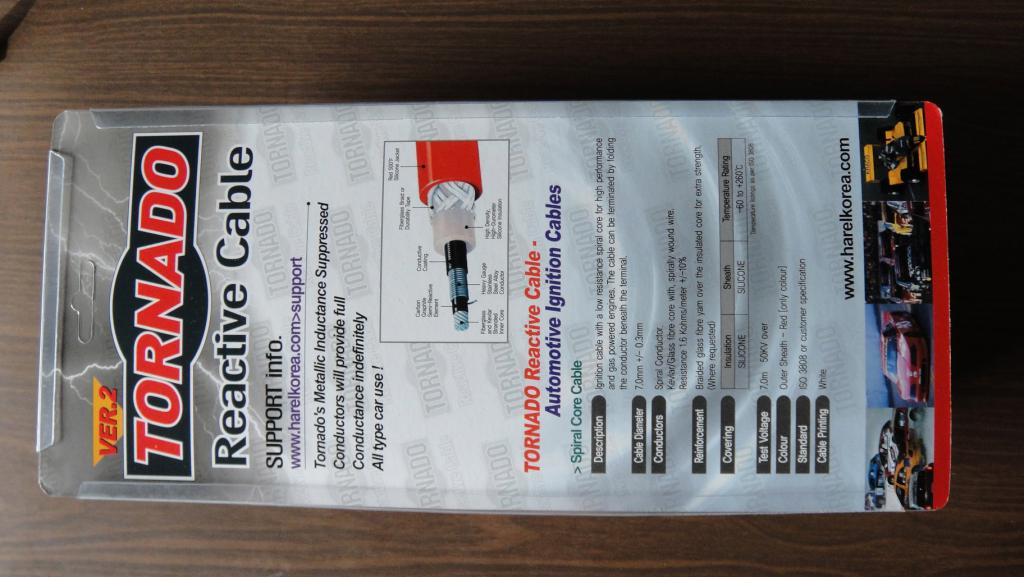 VER.2
TORNADO
Reactive Cable
SUPPORT info.
www.harelkorea.com>support
Tornado's Metallic Inductance Suppressed
Conductors will provide full
Conductance indefinitely
All type car use !
Carbon
Graphite
Semi-Reactive
Element
Conductive
Coating
Fiberglass Braid or
Durability Tape
Red 500°F
Silicone Jacket
Fiberglass
and Kevlar
Stranded
Inner Core
Heavy Gauge
Stainless
Steel Alloy
Conductor
High Density,
High-Durometer
Silicone Insulation
TORNADO Reactive Cable -
Automotive Ignition Cables
> Spiral Core Cable
Description Ignition cable with a low resistance spiral core for high performance
and gas powered engines. The cable can be terminated by folding
the conductor beneath the terminal.
Cable Diameter 7.0mm +/- 0.3mm
Conductors Spiral Conductor.
Kevlar/Glass fibre core with, spirally wound wire.
Resistance 1.6 Kohms/meter +/-10%
Reinforcement Braided glass fibre yarn over the insulated core for extra strength.
(Where requested)
Covering Insulation Sheath Temperature Rating
SILICONE SILICONE -60 to +260°C
Temperature Ratings as per ISO 3808
Test Voltage 7.0m 50KV over
Colour Outer Sheath - Red [only colour]
Standard ISO 3808 or customer specification
Cable Printing White
www.harelkorea.com